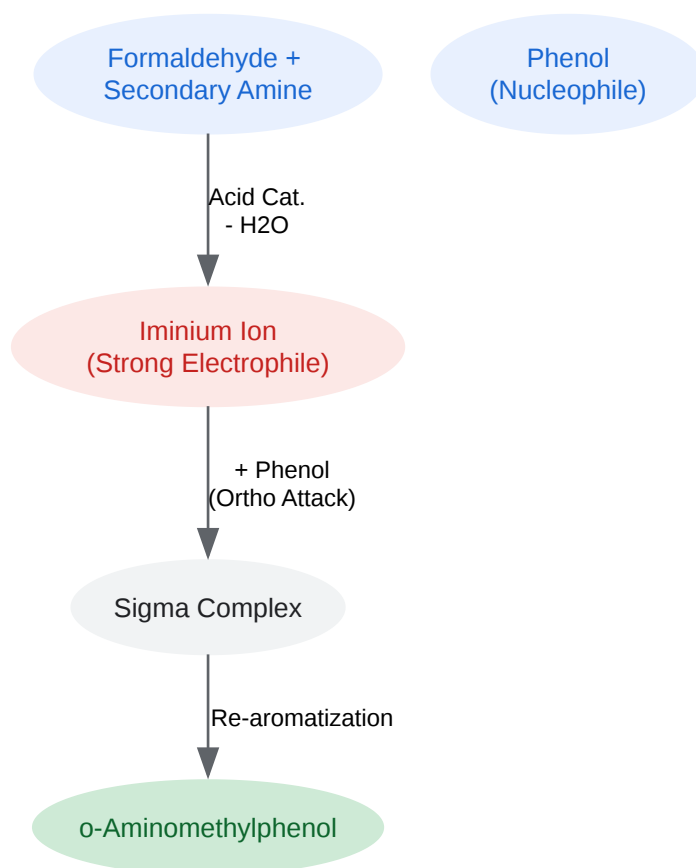 Formaldehyde +
Secondary Amine
Phenol
(Nucleophile)
Acid Cat.
- H2O
Iminium Ion
(Strong Electrophile)
+ Phenol
(Ortho Attack)
Sigma Complex
Re-aromatization
o-Aminomethylphenol